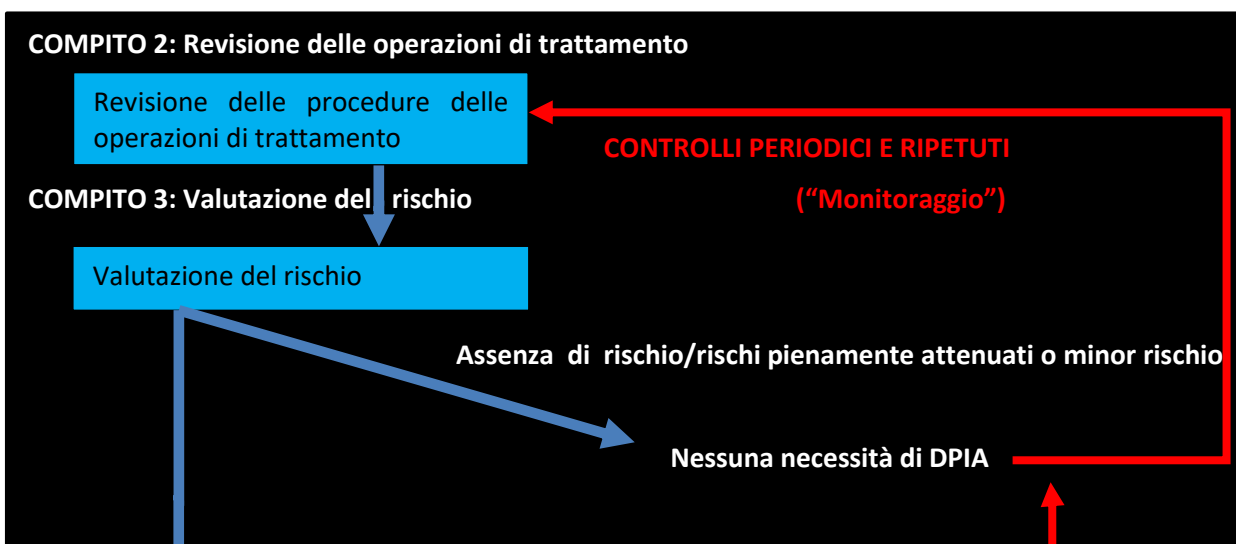 COMPITO 2: Revisione delle operazioni di trattamento
Revisione delle procedure delle
operazioni di trattamento
CONTROLLI PERIODICI E RIPETUTI
(“Monitoraggio”)
COMPITO 3: Valutazione del rischio
Valutazione del rischio
Assenza di rischio/rischi pienamente attenuati o minor rischio
Nessuna necessità di DPIA